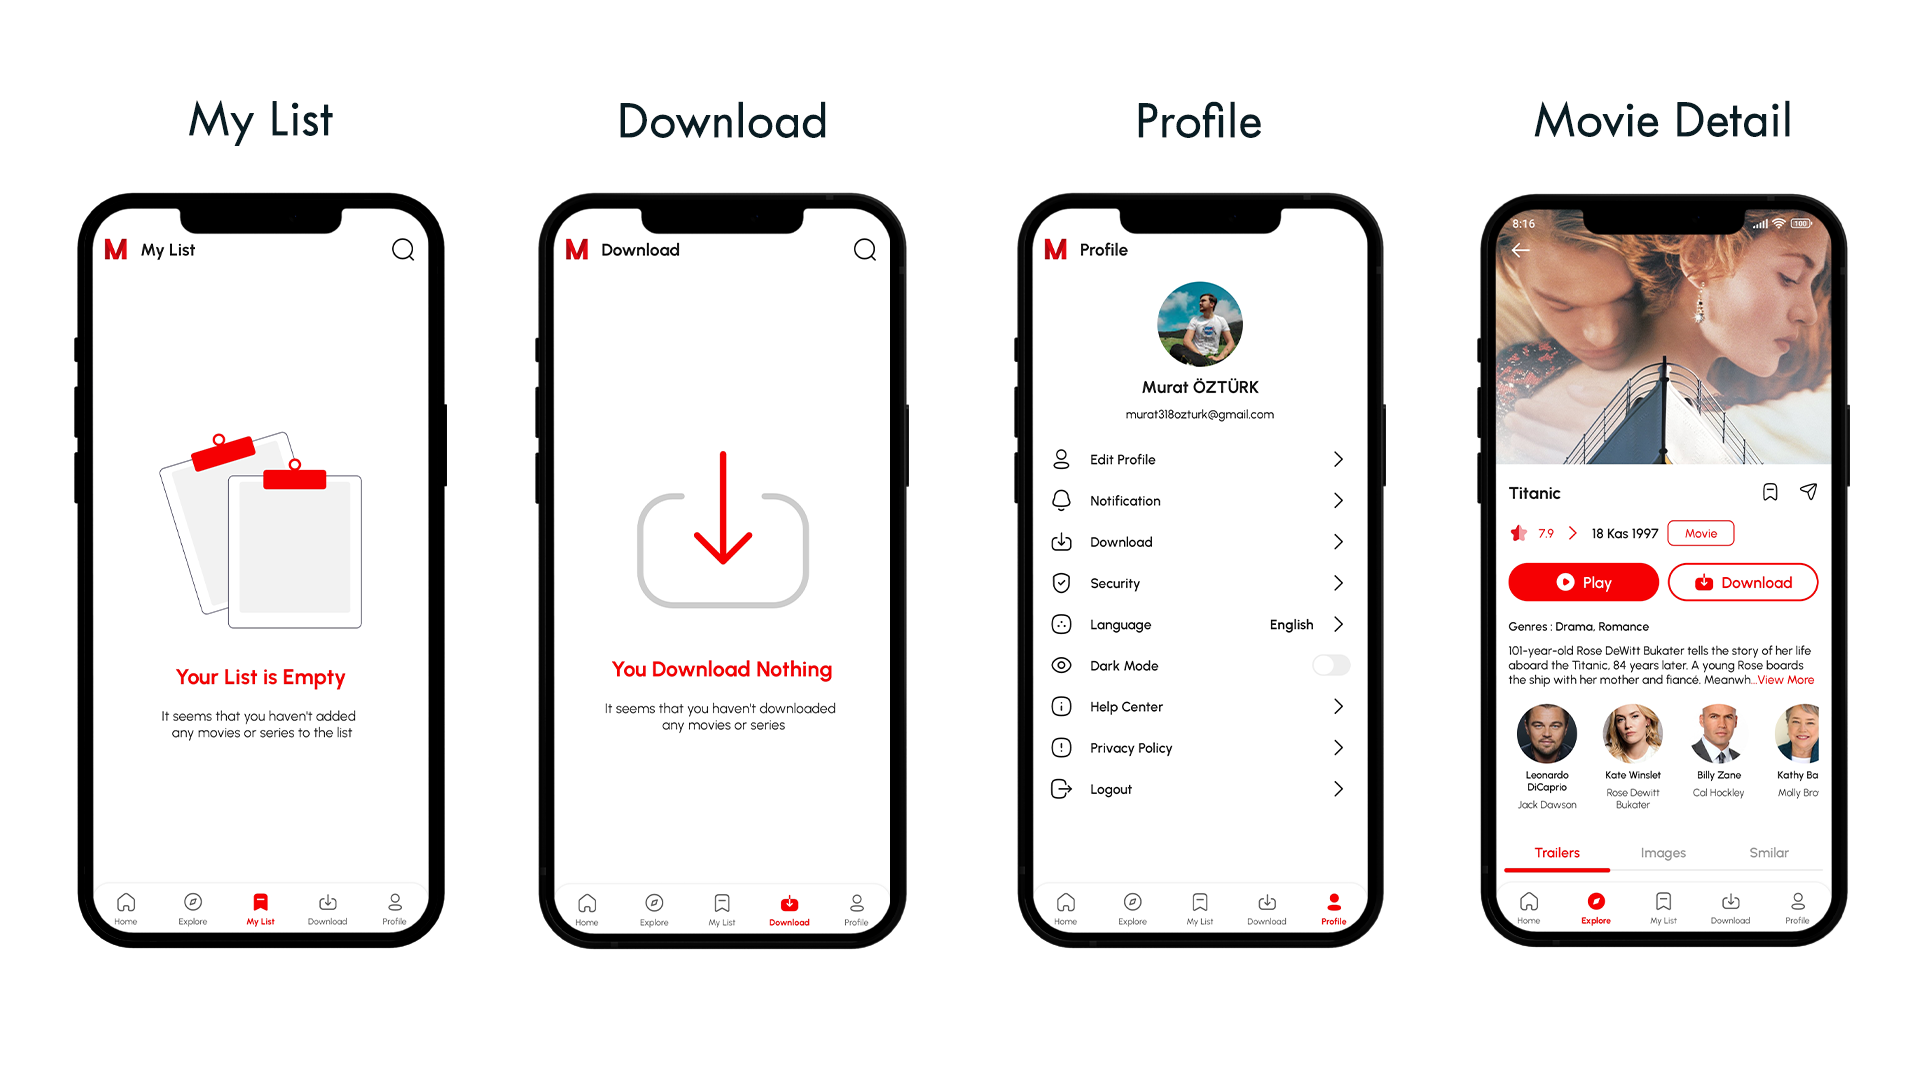 My List
Download
Profile
Movie Detail
M My List
Your List is Empty
It seems that you haven't added
any movies or series to the list
Home Explore My List Download Profile
M Download
You Download Nothing
It seems that you haven't downloaded
any movies or series
Home Explore My List Download Profile
M Profile
Murat ÖZTÜRK
murat318ozturk@gmail.com
Edit Profile
Notification
Download
Security
Language English
Dark Mode
Help Center
Privacy Policy
Logout
Home Explore My List Download Profile
8:16 100
Titanic
7.9 18 Kas 1997 Movie
Play Download
Genres : Drama, Romance
101-year-old Rose DeWitt Bukater tells the story of her life
aboard the Titanic, 84 years later. A young Rose boards
the ship with her mother and fiancé. Meanwh...View More
Leonardo
DiCaprio
Jack Dawson
Kate Winslet
Rose Dewitt
Bukater
Billy Zane
Cal Hockley
Kathy Ba
Molly Bro
Trailers Images Smilar
Home Explore My List Download Profile